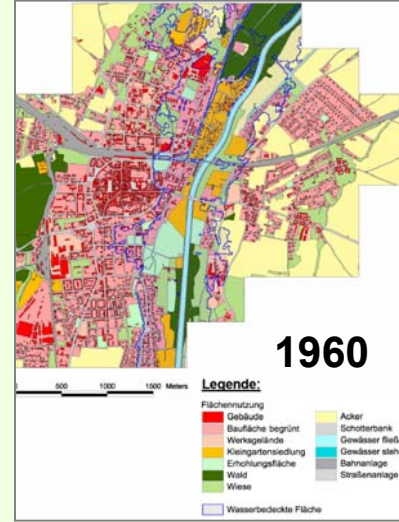 1960
500 1000 1500 Meters
Legende:
Flächennutzung
Gebäude
Baufläche begrünt
Werksgelände
Kleingartensiedlung
Erhohlungsfläche
Wald
Wiese
Acker
Schotterbank
Gewässer fließ
Gewässer steh
Bahnanlage
Straßenanlage
Wasserbedeckte Fläche